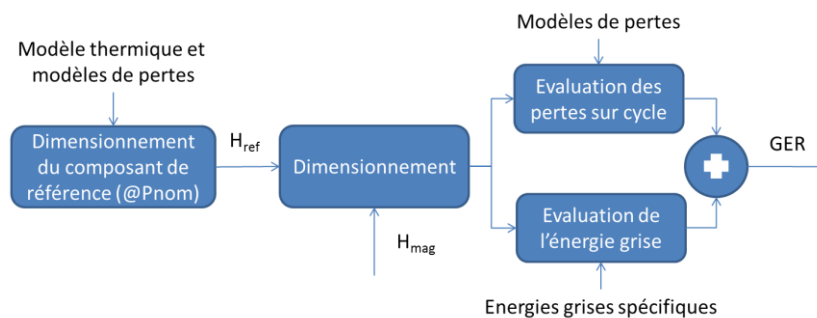 Modèle thermique et
modèles de pertes
Dimensionnement
du composant de
référence (@Pnom)
Href
Dimensionnement
Hmag
Modèles de pertes
Evaluation des
pertes sur cycle
Evaluation de
l'énergie grise
Energies grises spécifiques
GER